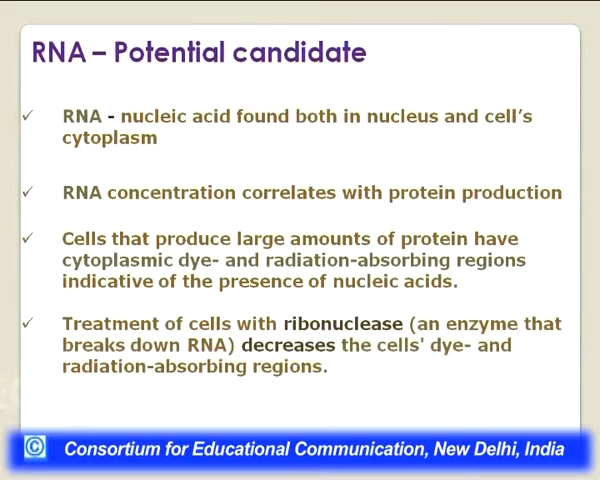 RNA – Potential candidate
✓ RNA - nucleic acid found both in nucleus and cell's
cytoplasm
✓ RNA concentration correlates with protein production
✓ Cells that produce large amounts of protein have
cytoplasmic dye- and radiation-absorbing regions
indicative of the presence of nucleic acids.
✓ Treatment of cells with ribonuclease (an enzyme that
breaks down RNA) decreases the cells' dye- and
radiation-absorbing regions.
© Consortium for Educational Communication, New Delhi, India